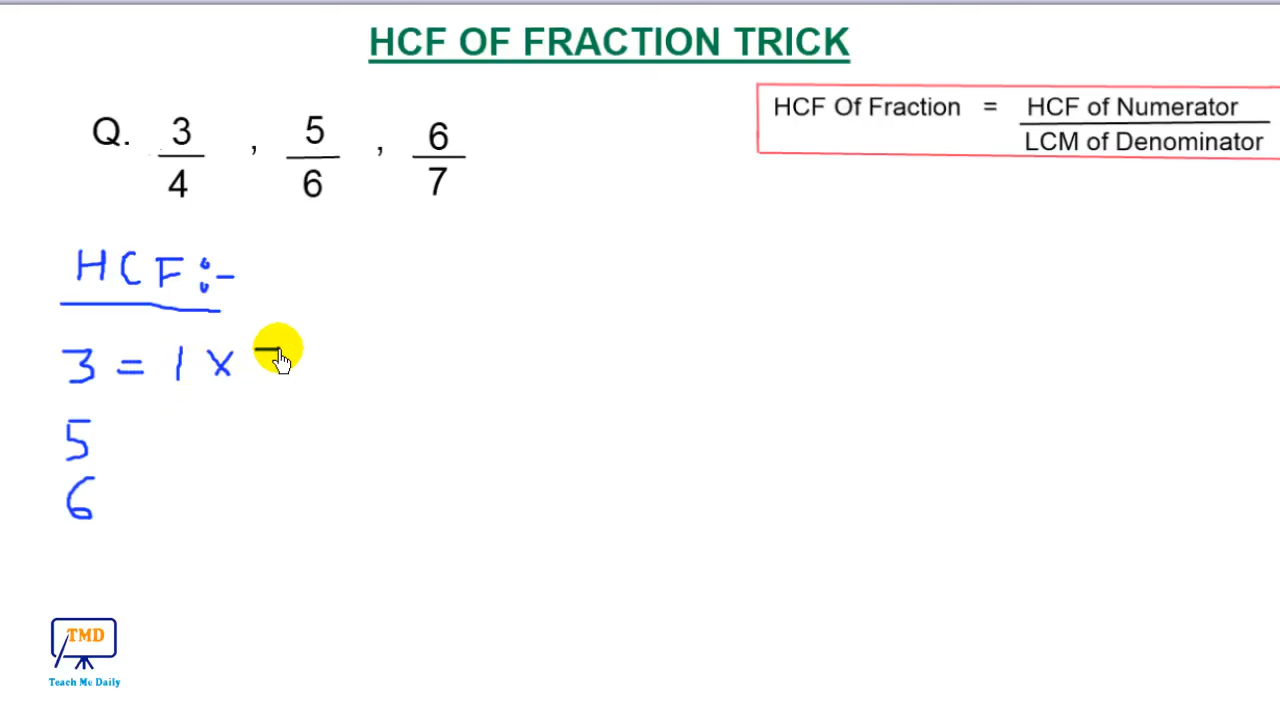 HCF OF FRACTION TRICK
HCF Of Fraction = HCF of Numerator
LCM of Denominator
Q. 3 , 5 , 6
4 6 7
HCF :-
3 = 1 x
5
6
TMD
Teach Me Daily